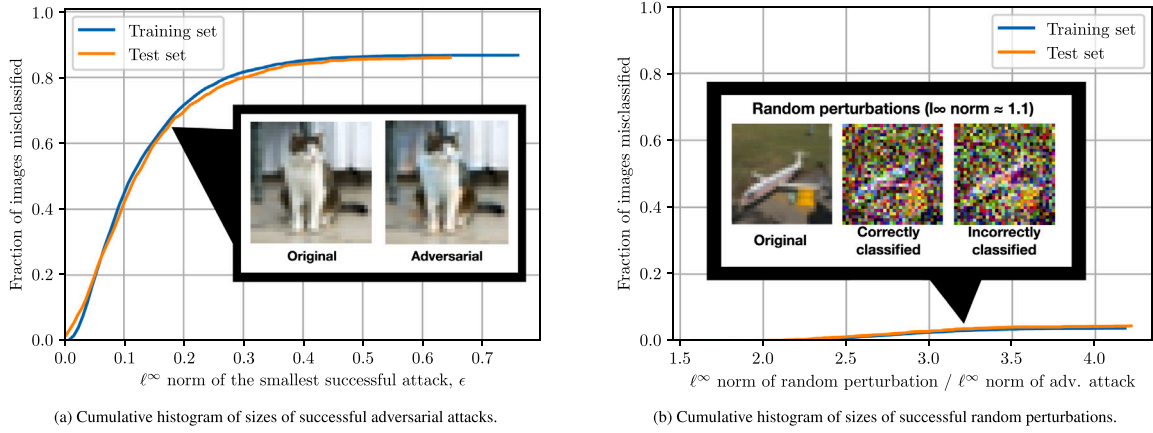 1.0
0.8
0.6
0.4
0.2
0.0
Fraction of images misclassified
Training set
Test set
Original
Adversarial
0.0 0.1 0.2 0.3 0.4 0.5 0.6 0.7
ℓ∞ norm of the smallest successful attack, ϵ
(a) Cumulative histogram of sizes of successful adversarial attacks.
1.0
0.8
0.6
0.4
0.2
0.0
Fraction of images misclassified
Training set
Test set
Random perturbations (l∞ norm ≈ 1.1)
Original
Correctly
classified
Incorrectly
classified
1.5 2.0 2.5 3.0 3.5 4.0
ℓ∞ norm of random perturbation / ℓ∞ norm of adv. attack
(b) Cumulative histogram of sizes of successful random perturbations.